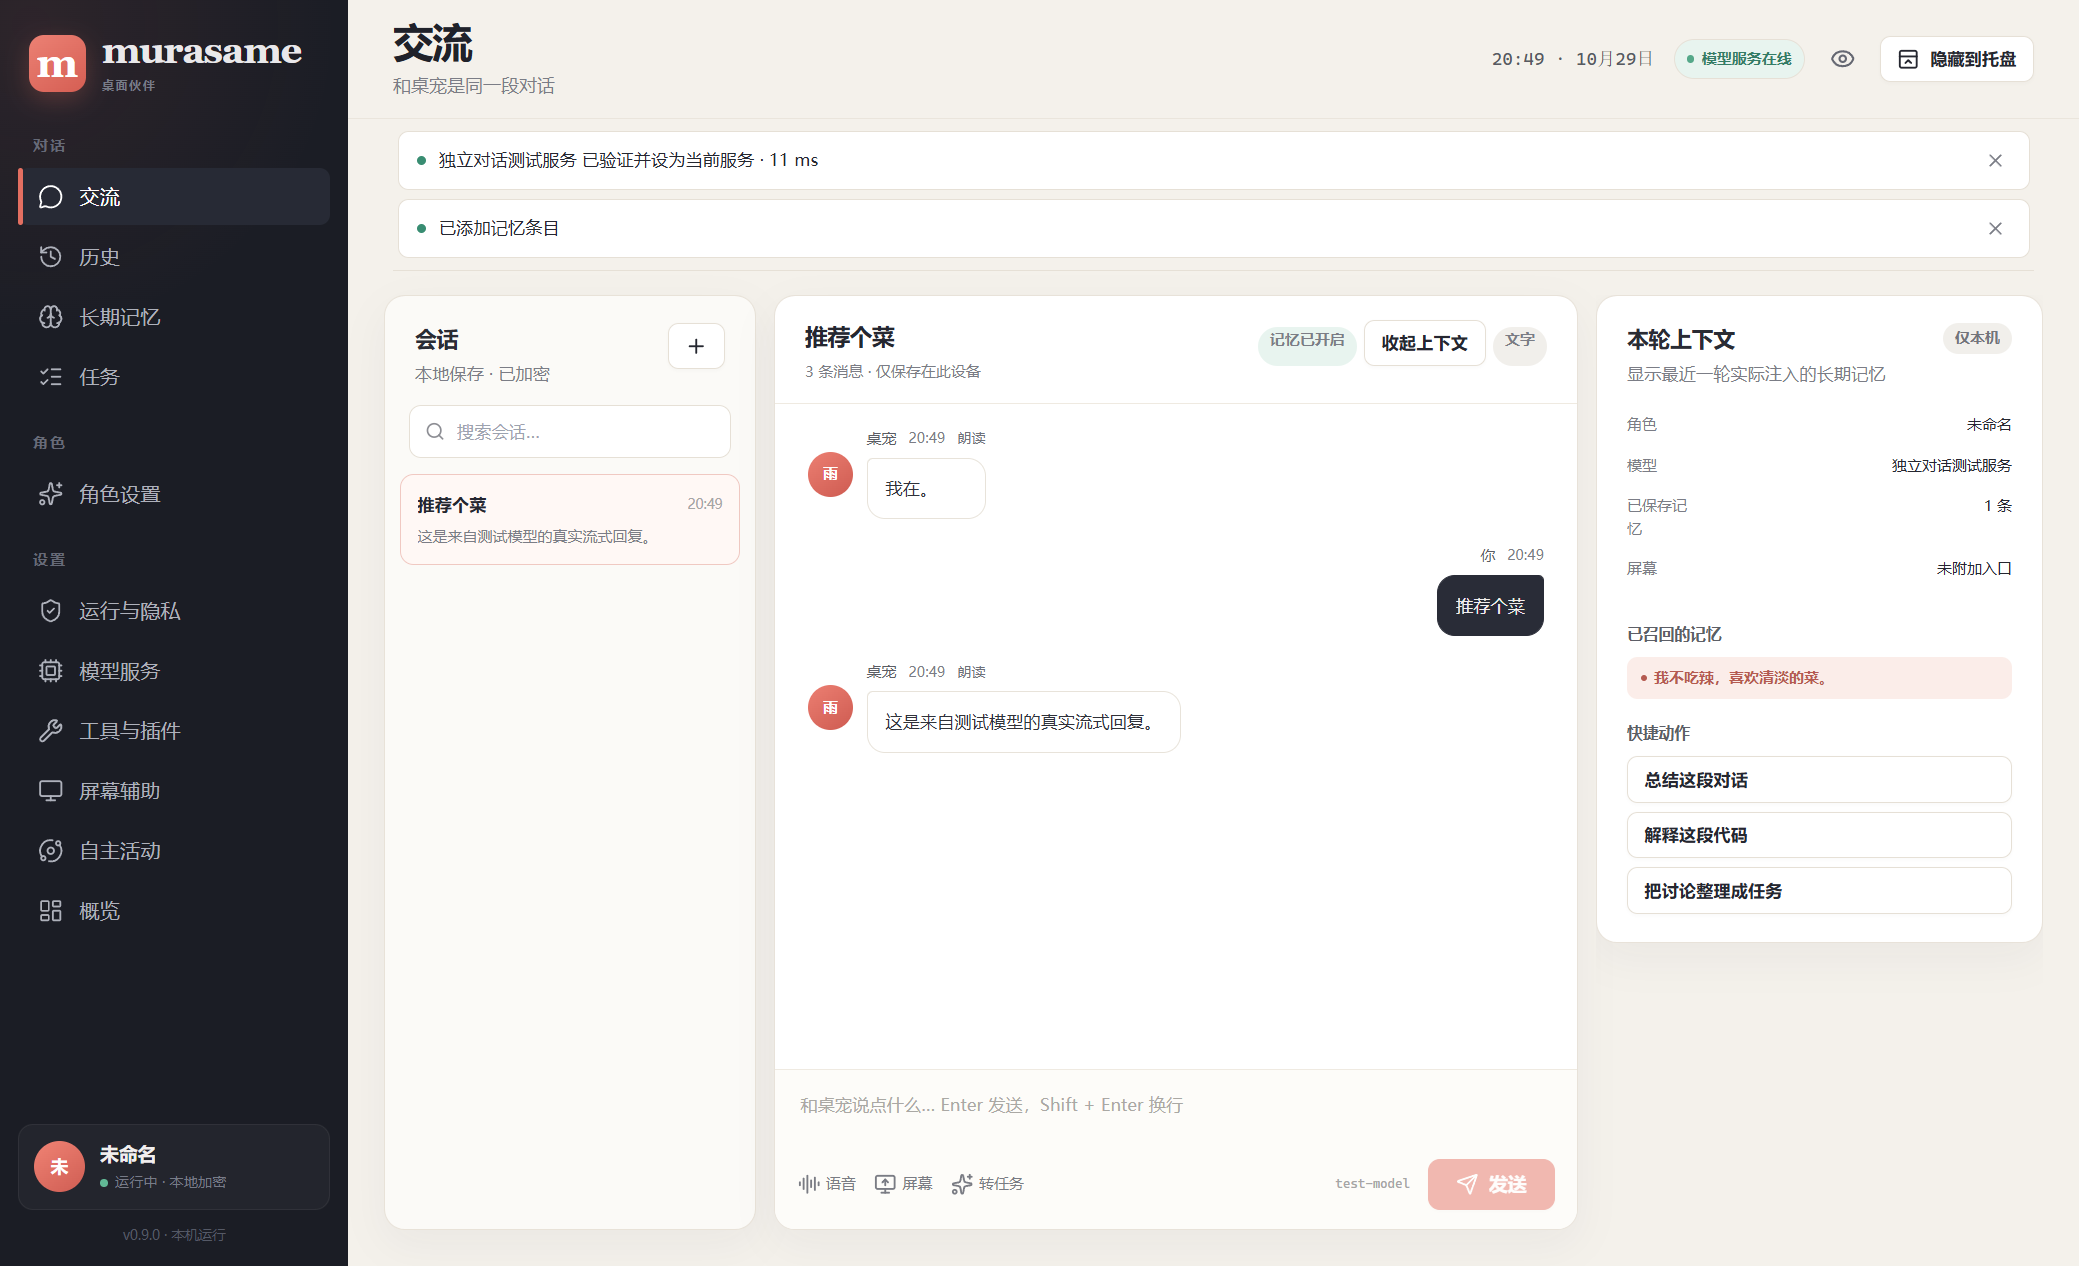 m murasame
桌面伙伴
对话
交流
历史
长期记忆
任务
角色
角色设置
设置
运行与隐私
模型服务
工具与插件
屏幕辅助
自主活动
概览
未 未命名
运行中 · 本地加密
v0.9.0 · 本机运行
交流
和桌宠是同一段对话
20:49 · 10月29日
模型服务在线
隐藏到托盘
独立对话测试服务 已验证并设为当前服务 · 11 ms
已添加记忆条目
会话
本地保存 · 已加密
搜索会话...
推荐个菜 20:49
这是来自测试模型的真实流式回复。
推荐个菜
3 条消息 · 仅保存在此设备
记忆已开启
收起上下文
文字
桌宠 20:49 朗读
雨 我在。
你 20:49
推荐个菜
桌宠 20:49 朗读
雨 这是来自测试模型的真实流式回复。
和桌宠说点什么... Enter 发送，Shift + Enter 换行
语音 屏幕 转任务
test-model
发送
本轮上下文
仅本机
显示最近一轮实际注入的长期记忆
角色 未命名
模型 独立对话测试服务
已保存记忆 1 条
屏幕 未附加入口
已召回的记忆
• 我不吃辣，喜欢清淡的菜。
快捷动作
总结这段对话
解释这段代码
把讨论整理成任务